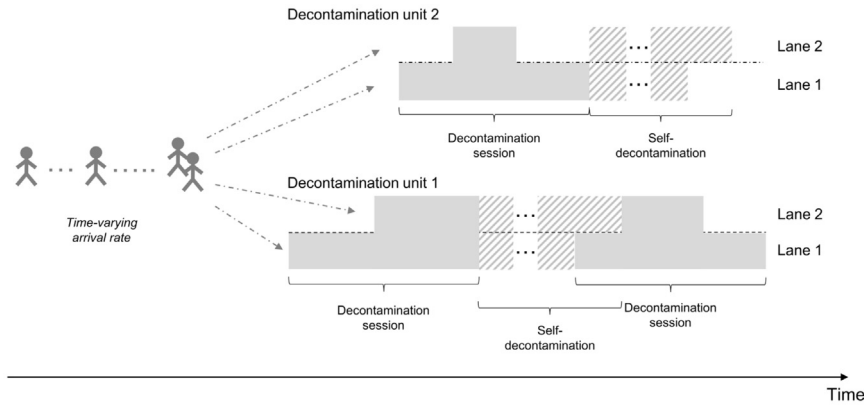 Decontamination unit 2
Lane 2
Lane 1
Decontamination
session
Self-
decontamination
Time-varying
arrival rate
Decontamination unit 1
Lane 2
Lane 1
Decontamination
session
Self-
decontamination
Decontamination
session
Time